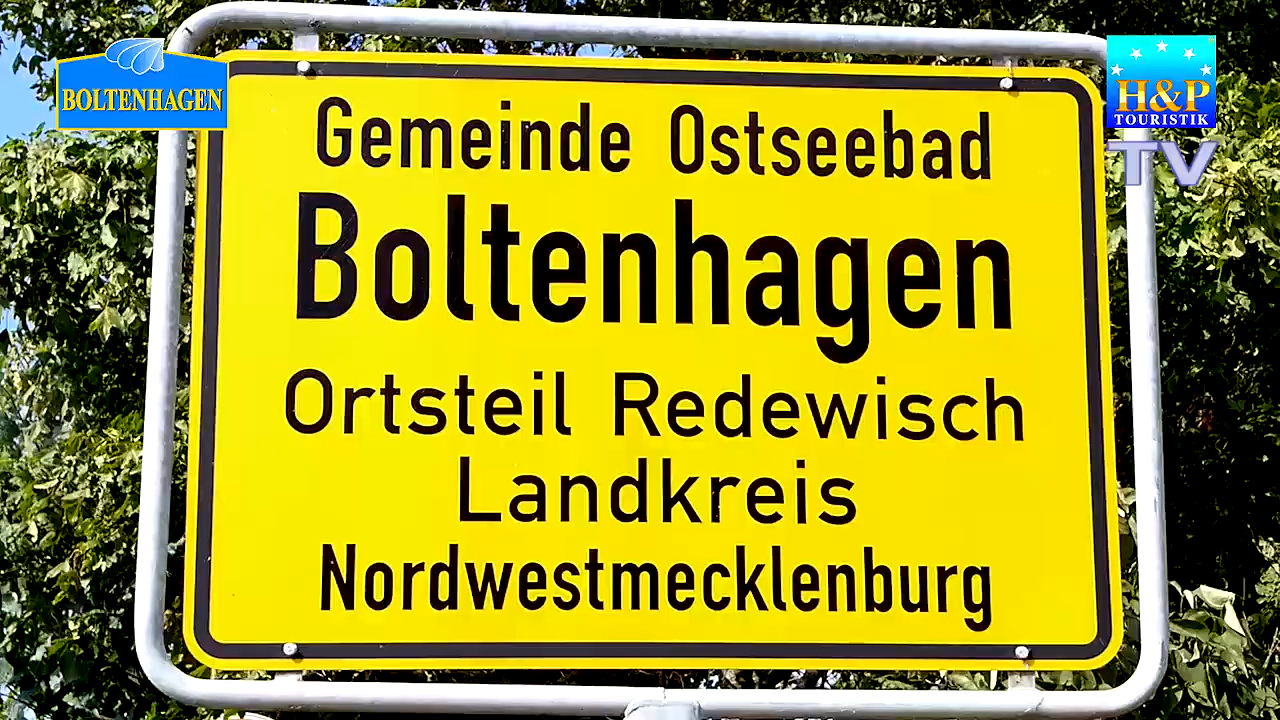 BOLTENHAGEN
H&P
TOURISTIK
TV
Gemeinde Ostseebad
Boltenhagen
Ortsteil Redewisch
Landkreis
Nordwestmecklenburg